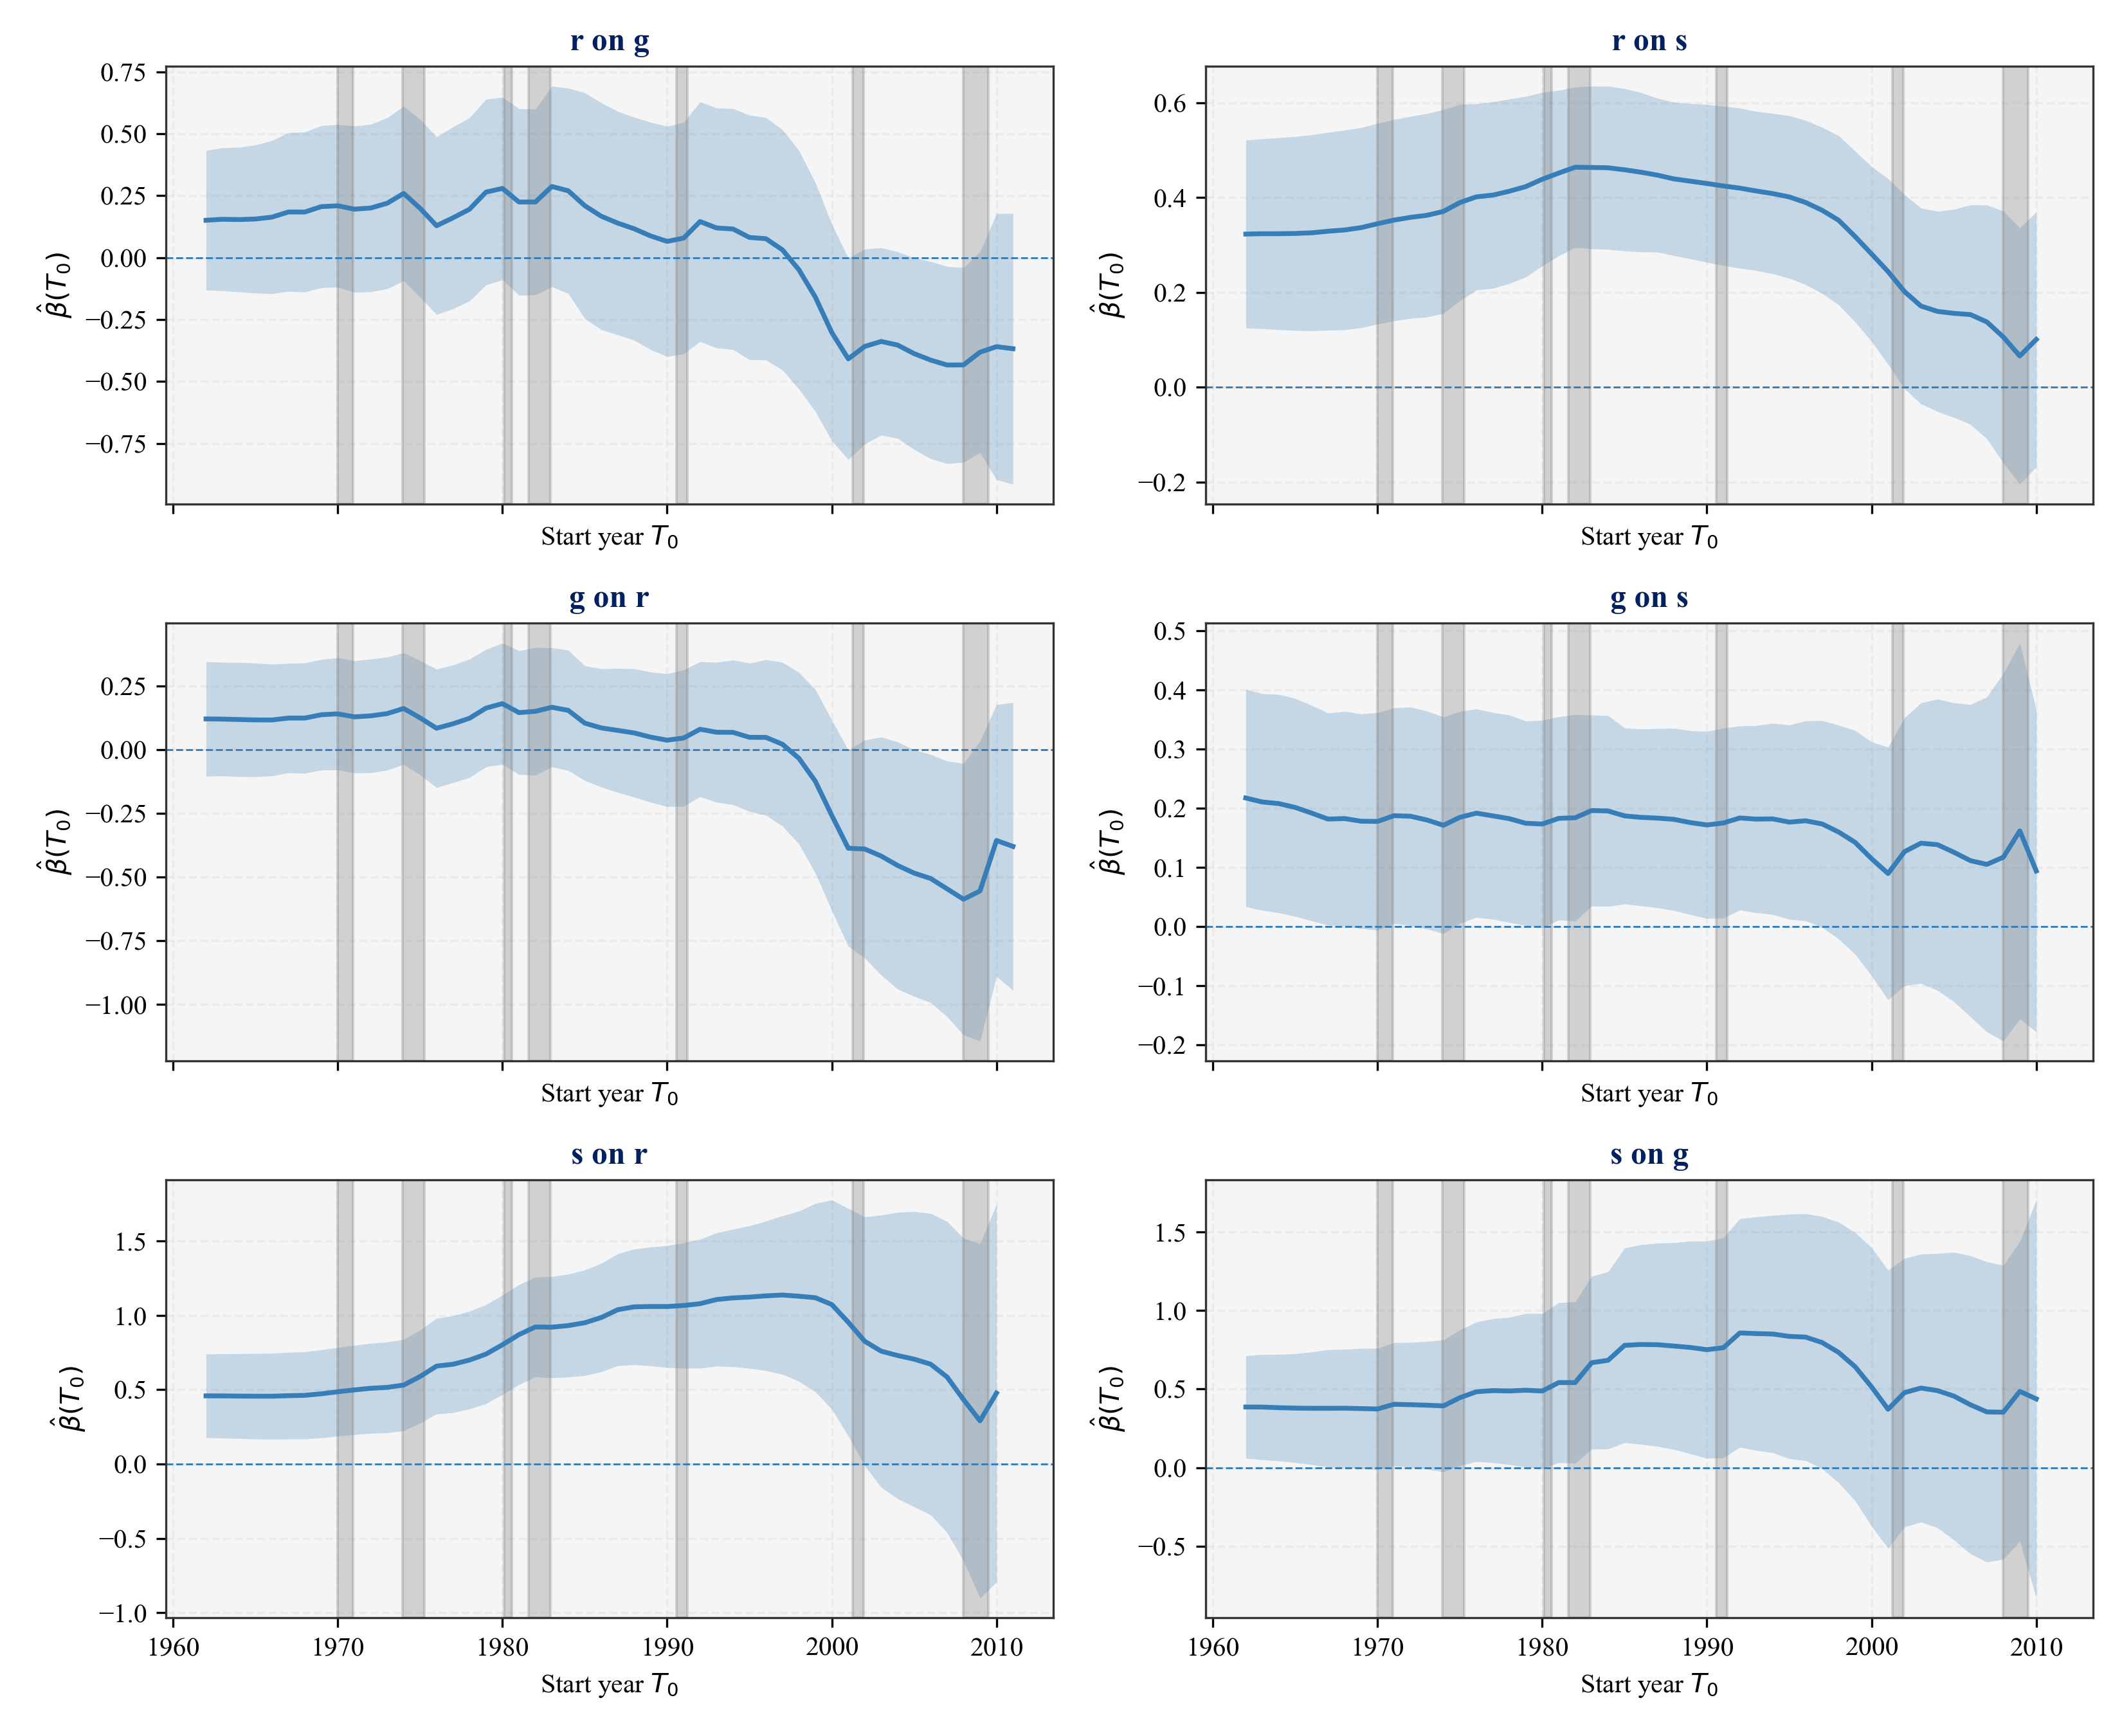 r on g
0.75
0.50
0.25
0.00
−0.25
−0.50
−0.75
β̂(T₀)
Start year T₀
r on s
0.6
0.4
0.2
0.0
−0.2
β̂(T₀)
Start year T₀
g on r
0.25
0.00
−0.25
−0.50
−0.75
−1.00
β̂(T₀)
Start year T₀
g on s
0.5
0.4
0.3
0.2
0.1
0.0
−0.1
−0.2
β̂(T₀)
Start year T₀
s on r
1.5
1.0
0.5
0.0
−0.5
−1.0
β̂(T₀)
1960 1970 1980 1990 2000 2010
Start year T₀
s on g
1.5
1.0
0.5
0.0
−0.5
β̂(T₀)
1960 1970 1980 1990 2000 2010
Start year T₀